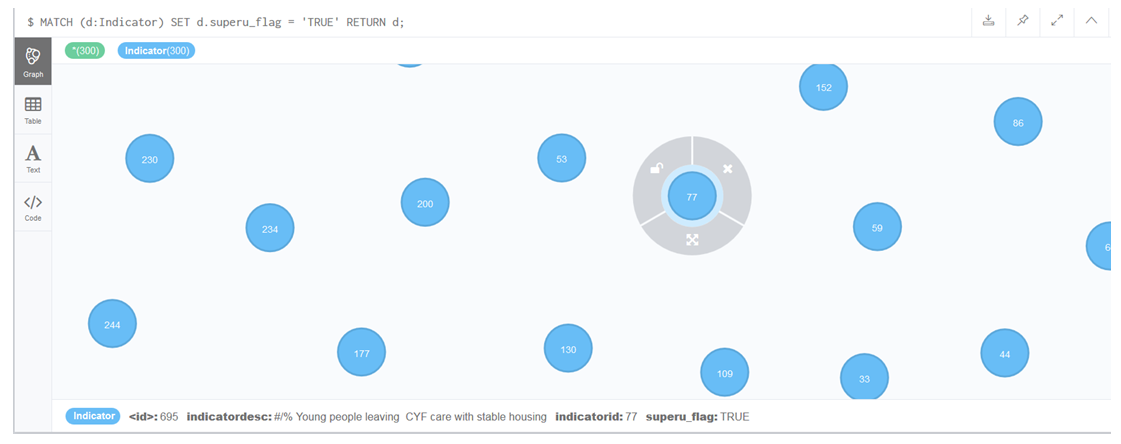 $ MATCH (d:Indicator) SET d.superu_flag = 'TRUE' RETURN d;
*(300) Indicator(300)
Graph
Table
A
Text
</>
Code
152
86
230
53
77
200
234
59
244
177
130
109
33
44
Indicator <id>: 695 indicatordesc: #/% Young people leaving CYF care with stable housing indicatorid: 77 superu_flag: TRUE